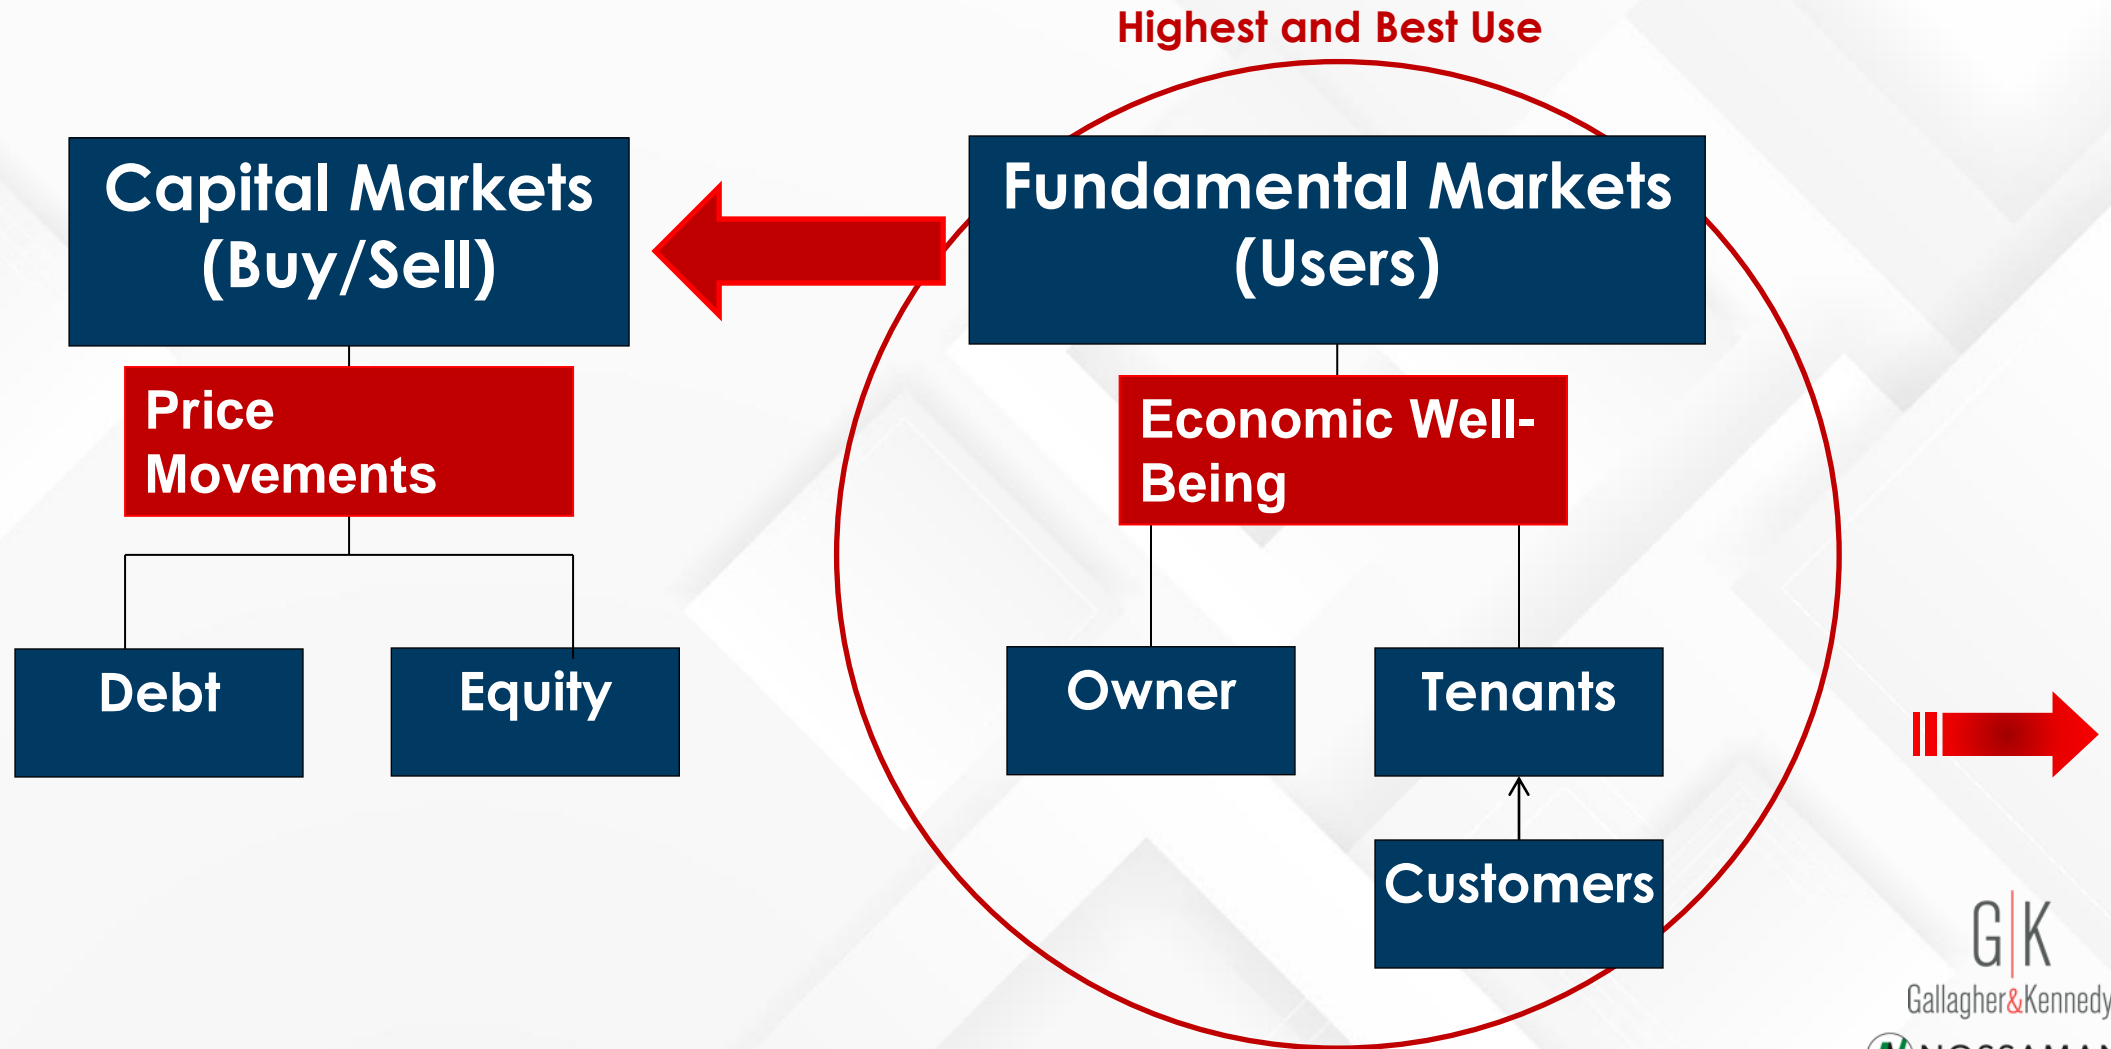 Highest and Best Use
Capital Markets
(Buy/Sell)
Fundamental Markets
(Users)
Price
Movements
Economic Well-
Being
Debt
Equity
Owner
Tenants
Customers
G|K
Gallagher&Kennedy
NOSSAMAN